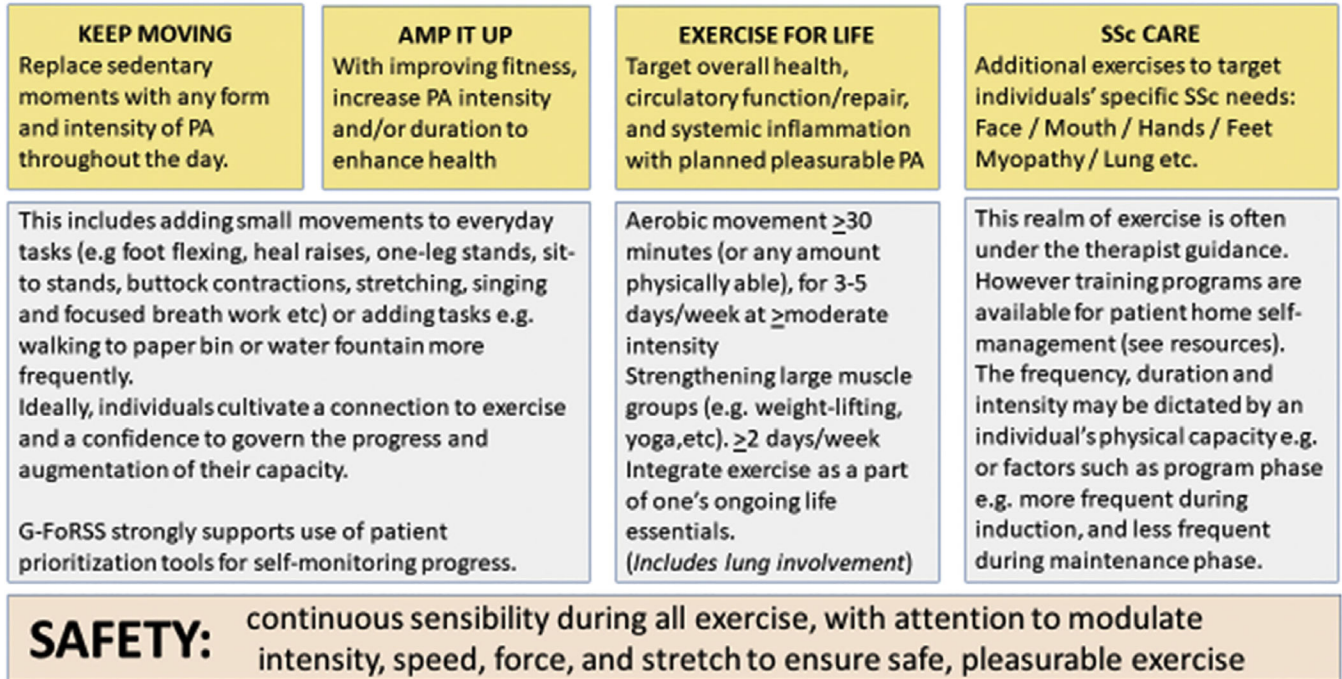 KEEP MOVING
Replace sedentary
moments with any form
and intensity of PA
throughout the day.
AMP IT UP
With improving fitness,
increase PA intensity
and/or duration to
enhance health
EXERCISE FOR LIFE
Target overall health,
circulatory function/repair,
and systemic inflammation
with planned pleasurable PA
SSc CARE
Additional exercises to target
individuals' specific SSc needs:
Face / Mouth / Hands / Feet
Myopathy / Lung etc.
This includes adding small movements to everyday
tasks (e.g foot flexing, heal raises, one-leg stands, sit-
to stands, buttock contractions, stretching, singing
and focused breath work etc) or adding tasks e.g.
walking to paper bin or water fountain more
frequently.
Ideally, individuals cultivate a connection to exercise
and a confidence to govern the progress and
augmentation of their capacity.
G-FoRSS strongly supports use of patient
prioritization tools for self-monitoring progress.
Aerobic movement ≥30
minutes (or any amount
physically able), for 3-5
days/week at ≥moderate
intensity
Strengthening large muscle
groups (e.g. weight-lifting,
yoga,etc). ≥2 days/week
Integrate exercise as a part
of one's ongoing life
essentials.
(Includes lung involvement)
This realm of exercise is often
under the therapist guidance.
However training programs are
available for patient home self-
management (see resources).
The frequency, duration and
intensity may be dictated by an
individual's physical capacity e.g.
or factors such as program phase
e.g. more frequent during
induction, and less frequent
during maintenance phase.
SAFETY: continuous sensibility during all exercise, with attention to modulate
intensity, speed, force, and stretch to ensure safe, pleasurable exercise